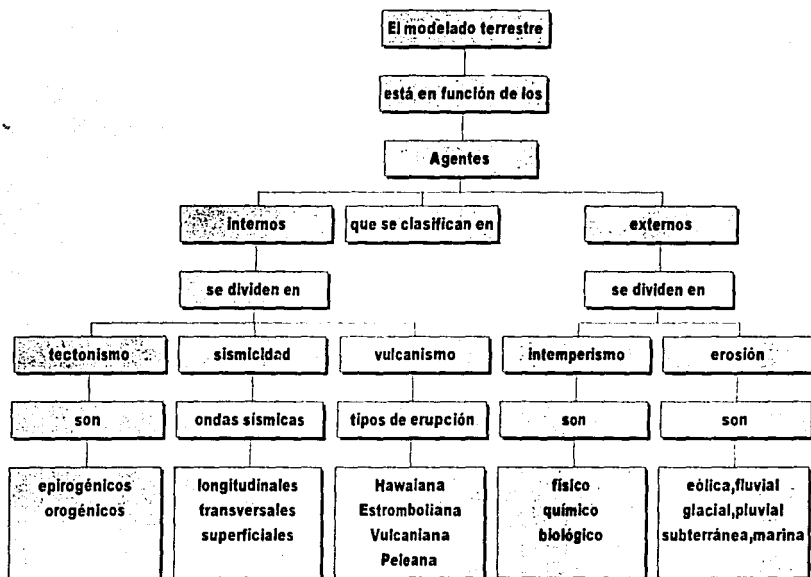 El modelado terrestre
está en función de los
Agentes
internos
que se clasifican en
externos
se dividen en
se dividen en
tectonismo
sismicidad
vulcanismo
intemperismo
erosión
son
ondas sísmicas
tipos de erupción
son
son
epirogénicos
orogénicos
longitudinales
transversales
superficiales
Hawaiana
Estromboliana
Vulcaniana
Peleana
físico
químico
biológico
eólica,fluvial
glacial,pluvial
subterránea,marina